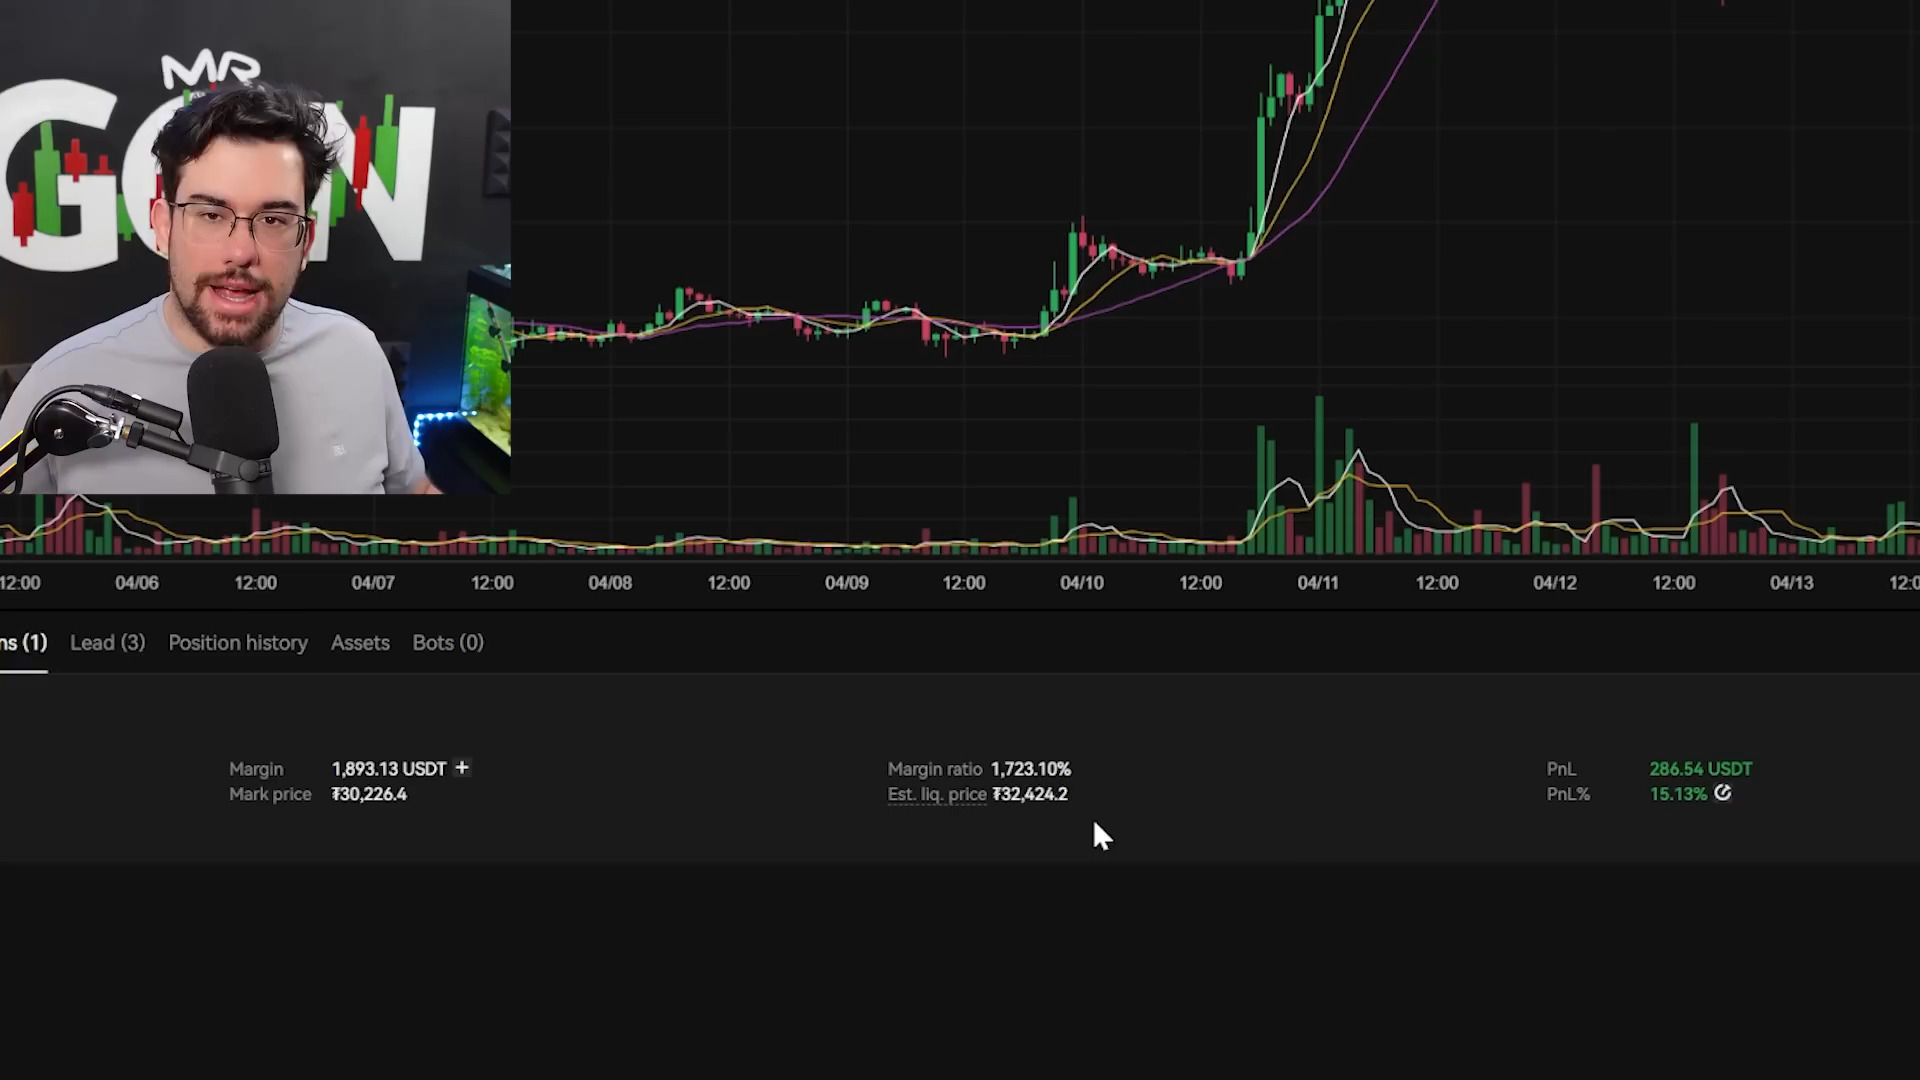 MR
GON
12:00 04/06 12:00 04/07 12:00 04/08 12:00 04/09 12:00 04/10 12:00 04/11 12:00 04/12 12:00 04/13 12:0
ns (1) Lead (3) Position history Assets Bots (0)
Margin 1,893.13 USDT + Margin ratio 1,723.10% PnL 286.54 USDT
Mark price ₮30,226.4 Est. liq. price ₮32,424.2 PnL% 15.13%